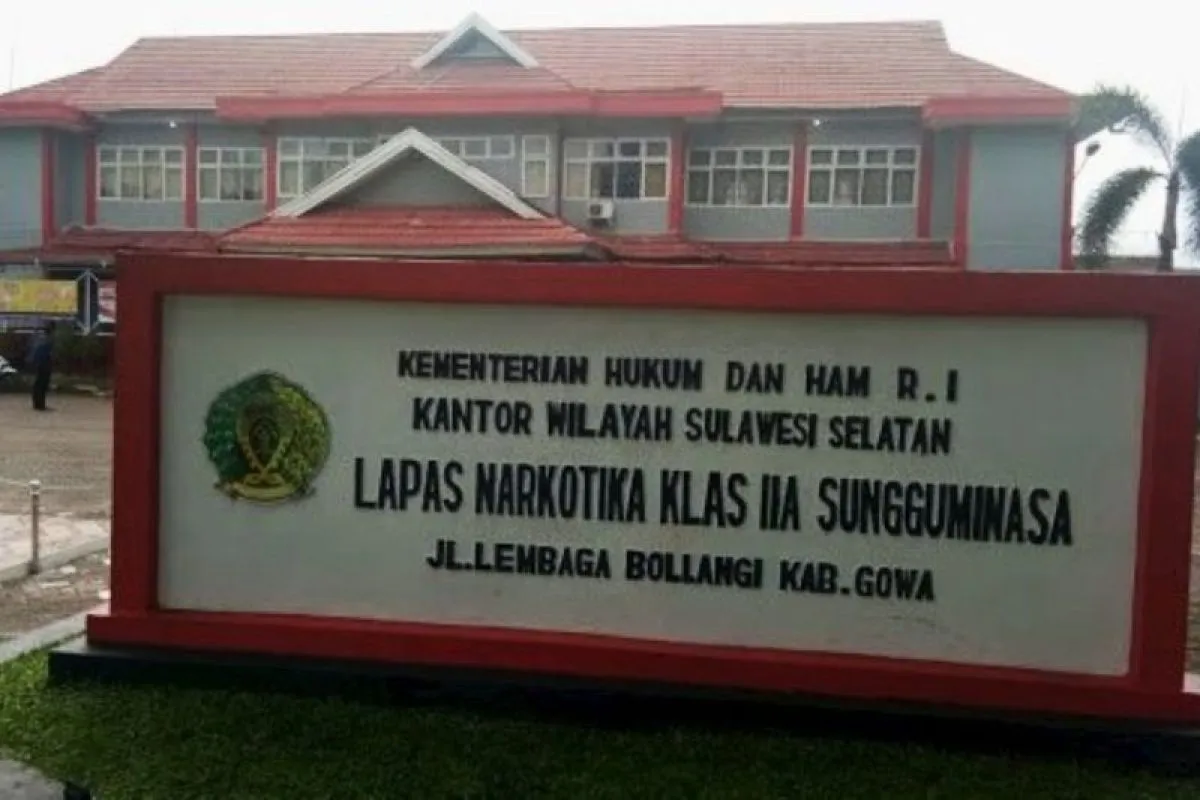 KEMENTERIAN HUKUM DAN HAM R.I
KANTOR WILAYAH SULAWESI SELATAN
LAPAS NARKOTIKA KLAS IIA SUNGGUMINASA
JL.LEMBAGA BOLLANGI KAB.GOWA